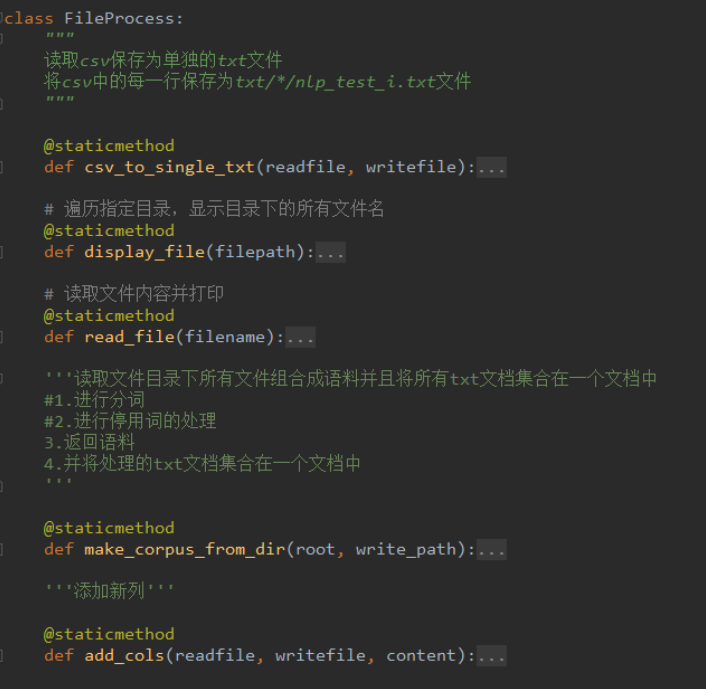 class FileProcess:
"""
读取csv保存为单独的txt文件
将csv中的每一行保存为txt/*/nlp_test_i.txt文件
"""
@staticmethod
def csv_to_single_txt(readfile, writefile):...
# 遍历指定目录，显示目录下的所有文件名
@staticmethod
def display_file(filepath):...
# 读取文件内容并打印
@staticmethod
def read_file(filename):...
'''读取文件目录下所有文件组合成语料并且将所有txt文档集合在一个文档中
#1.进行分词
#2.进行停用词的处理
3.返回语料
4.并将处理的txt文档集合在一个文档中
'''
@staticmethod
def make_corpus_from_dir(root, write_path):...
'''添加新列'''
@staticmethod
def add_cols(readfile, writefile, content):...